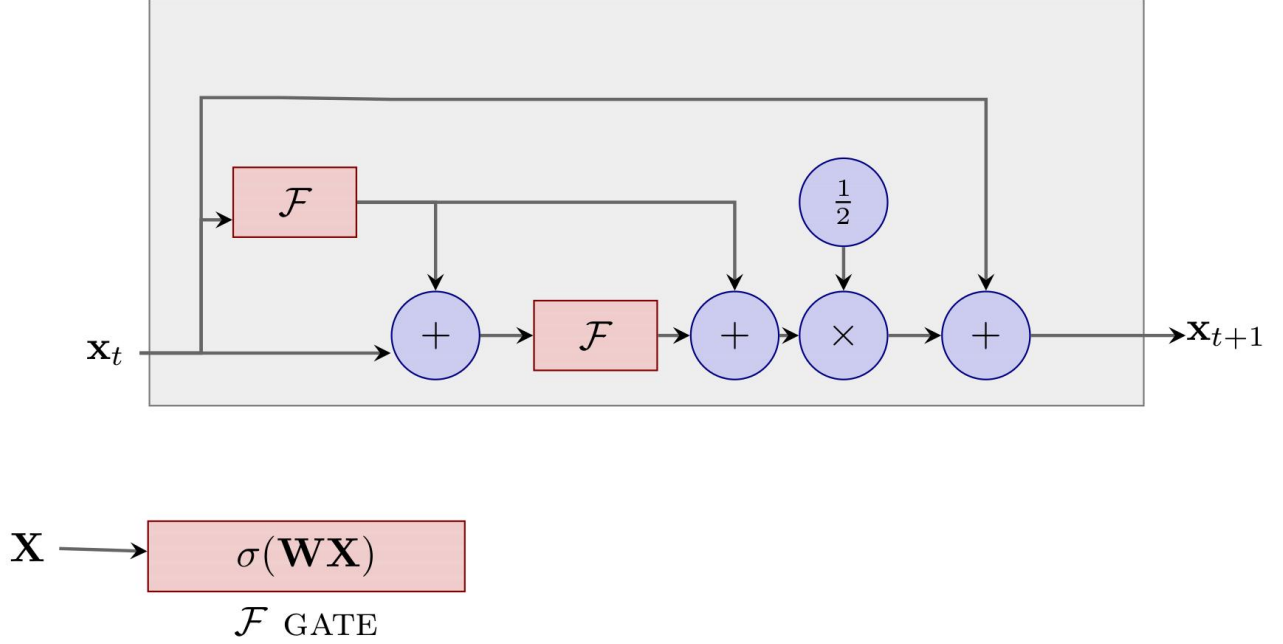 𝓕
1/2
x_t
+
𝓕
+
×
+
x_{t+1}
X
σ(WX)
𝓕 GATE